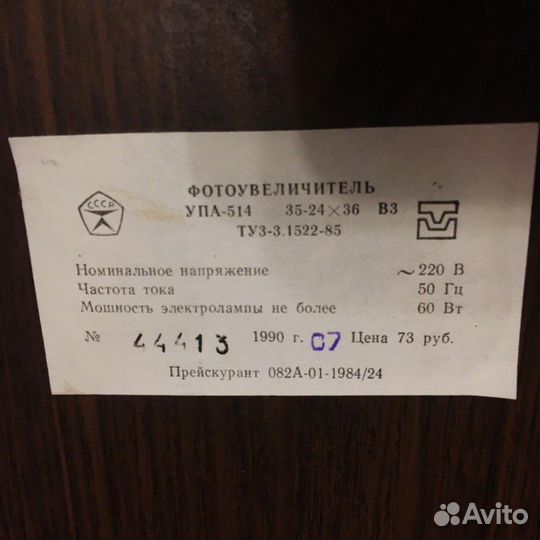 СССР
ФОТОУВЕЛИЧИТЕЛЬ
УПА-514 35-24×36 В3
ТУ3-3.1522-85
Номинальное напряжение ~220 В
Частота тока 50 Гц
Мощность электролампы не более 60 Вт
№ 44413 1990 г. 07 Цена 73 руб.
Прейскурант 082А-01-1984/24
Avito